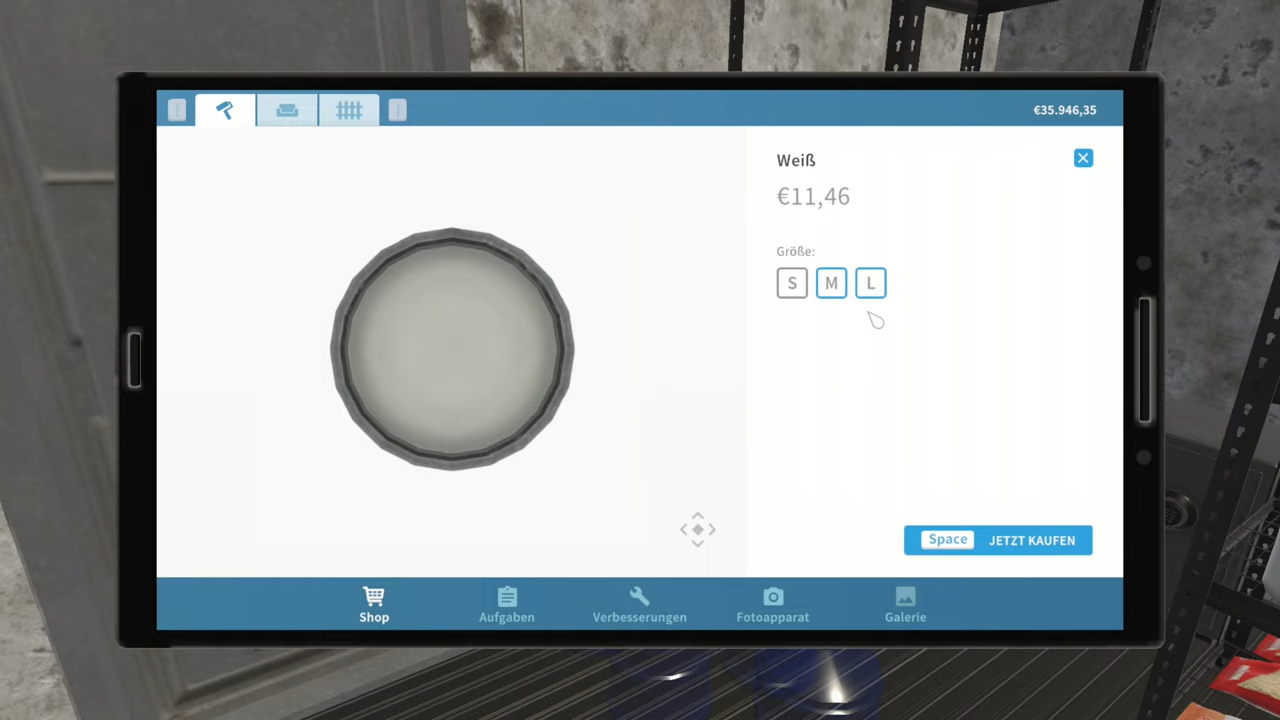 €35.946,35
Weiß
€11,46
Größe:
S M L
Space JETZT KAUFEN
Shop Aufgaben Verbesserungen Fotoapparat Galerie